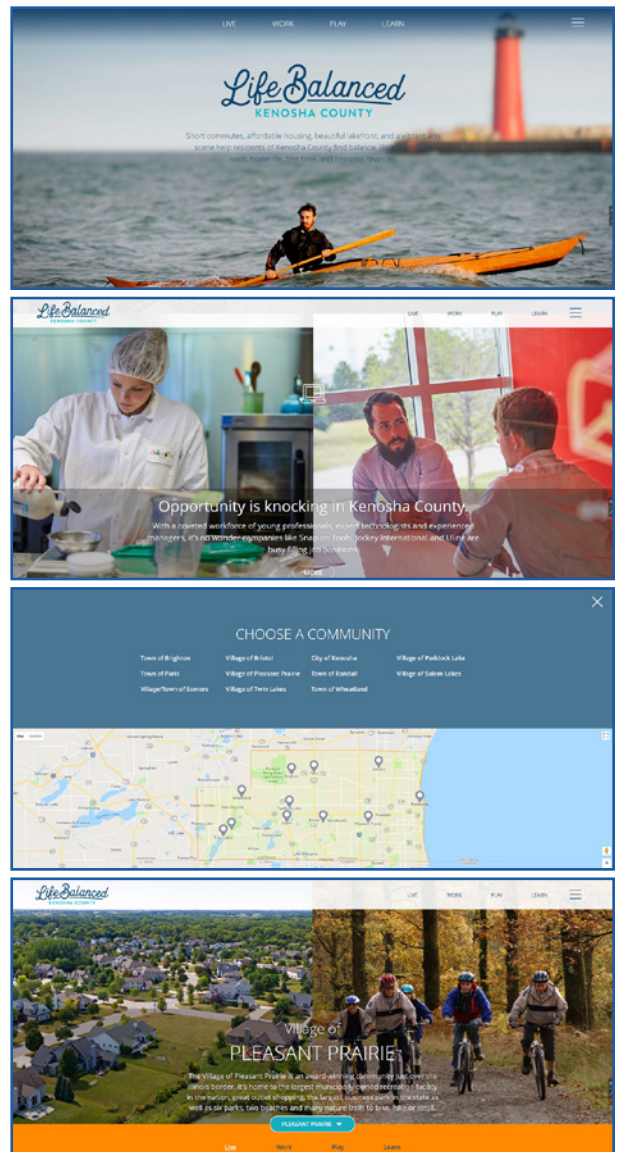 LIVE WORK PLAY LEARN
Life Balanced
KENOSHA COUNTY
Short commutes, affordable housing, beautiful lakefront, and a vibrant arts
scene help residents of Kenosha County find balance.
work, home life, free time, and personal finances.
Life Balanced
KENOSHA COUNTY
LIVE WORK PLAY LEARN
Opportunity is knocking in Kenosha County.
With a coveted workforce of young professionals, expert technologists and experienced
managers, it's no wonder companies like Snap-on Tools, Jockey International and Uline are
busy filling job positions.
MORE
CHOOSE A COMMUNITY
Town of Brighton Village of Bristol City of Kenosha Village of Paddock Lake
Town of Paris Village of Pleasant Prairie Town of Randall Village of Salem Lakes
Village/Town of Somers Village of Twin Lakes Town of Wheatland
Map
Life Balanced
KENOSHA COUNTY
LIVE WORK PLAY LEARN
Village of
PLEASANT PRAIRIE
The Village of Pleasant Prairie is an award-winning community just over the
Illinois border. It's home to the largest municipally-owned recreation facility
in the nation, great outlet shopping, the largest business park in the state as
well as six parks, two beaches and many nature trails to bike, hike or stroll.
PLEASANT PRAIRIE
Live Work Play Learn